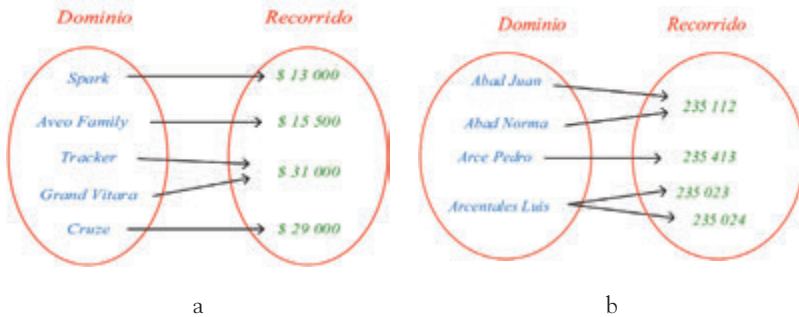 Dominio Recorrido
Spark $ 13 000
Aveo Family $ 15 500
Tracker
$ 31 000
Grand Vitara
Cruze $ 29 000
a
Dominio Recorrido
Abad Juan
235 112
Abad Norma
Arce Pedro 235 413
235 023
Arcentales Luis
235 024
b